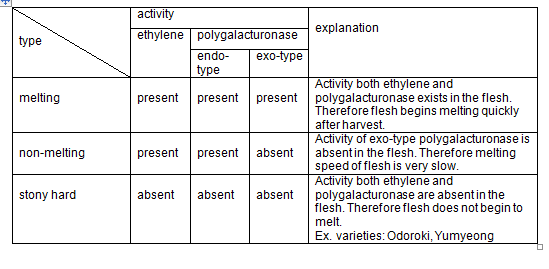 type
activity
explanation
ethylene
polygalacturonase
endo-
type
exo-type
melting
present
present
present
Activity both ethylene and
polygalacturonase exists in the flesh.
Therefore flesh begins melting quickly
after harvest.
non-melting
present
present
absent
Activity of exo-type polygalacturonase is
absent in the flesh. Therefore melting
speed of flesh is very slow.
stony hard
absent
absent
absent
Activity both ethylene and
polygalacturonase are absent in the
flesh. Therefore flesh does not begin to
melt.
Ex. varieties: Odoroki, Yumyeong